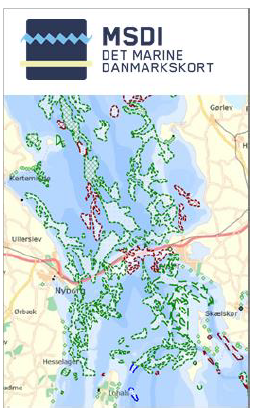 MSDI
DET MARINE
DANMARKSKORT
Gørlev
Kerteminde
Ullerslev
Nyborg
Ørbæk
Skælskør
Hesselager